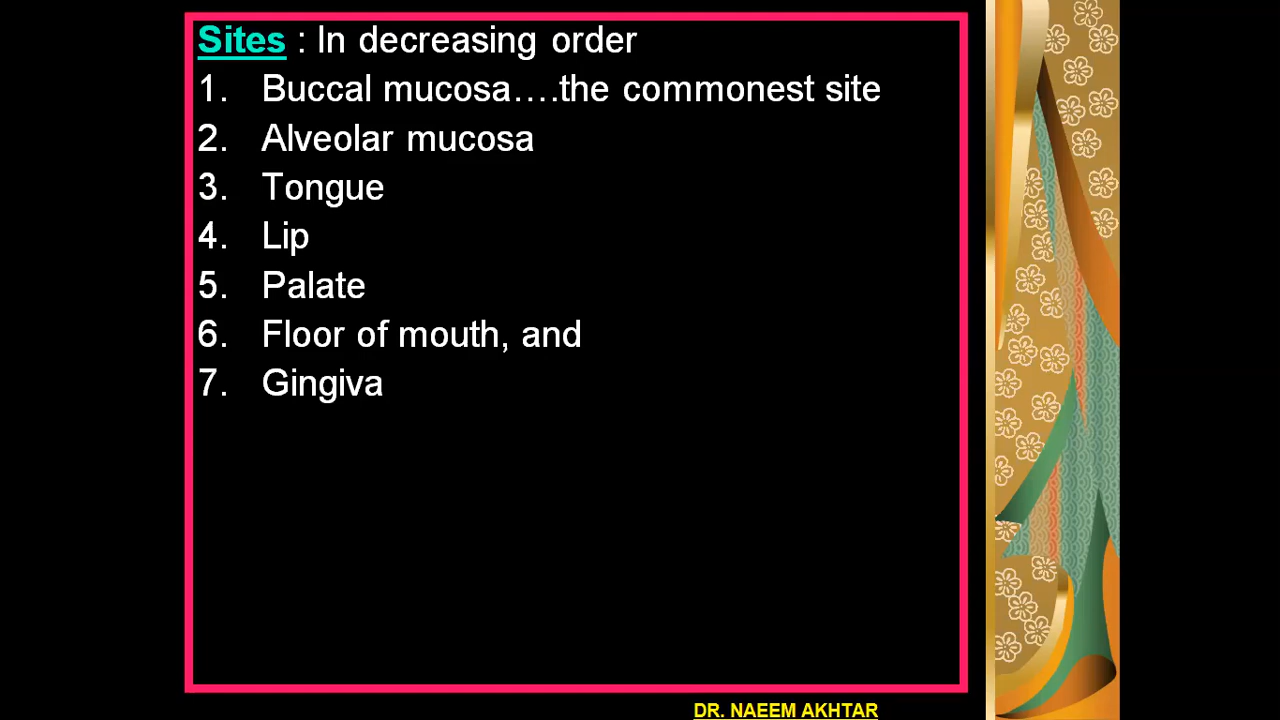 Sites : In decreasing order
1. Buccal mucosa….the commonest site
2. Alveolar mucosa
3. Tongue
4. Lip
5. Palate
6. Floor of mouth, and
7. Gingiva
DR. NAEEM AKHTAR